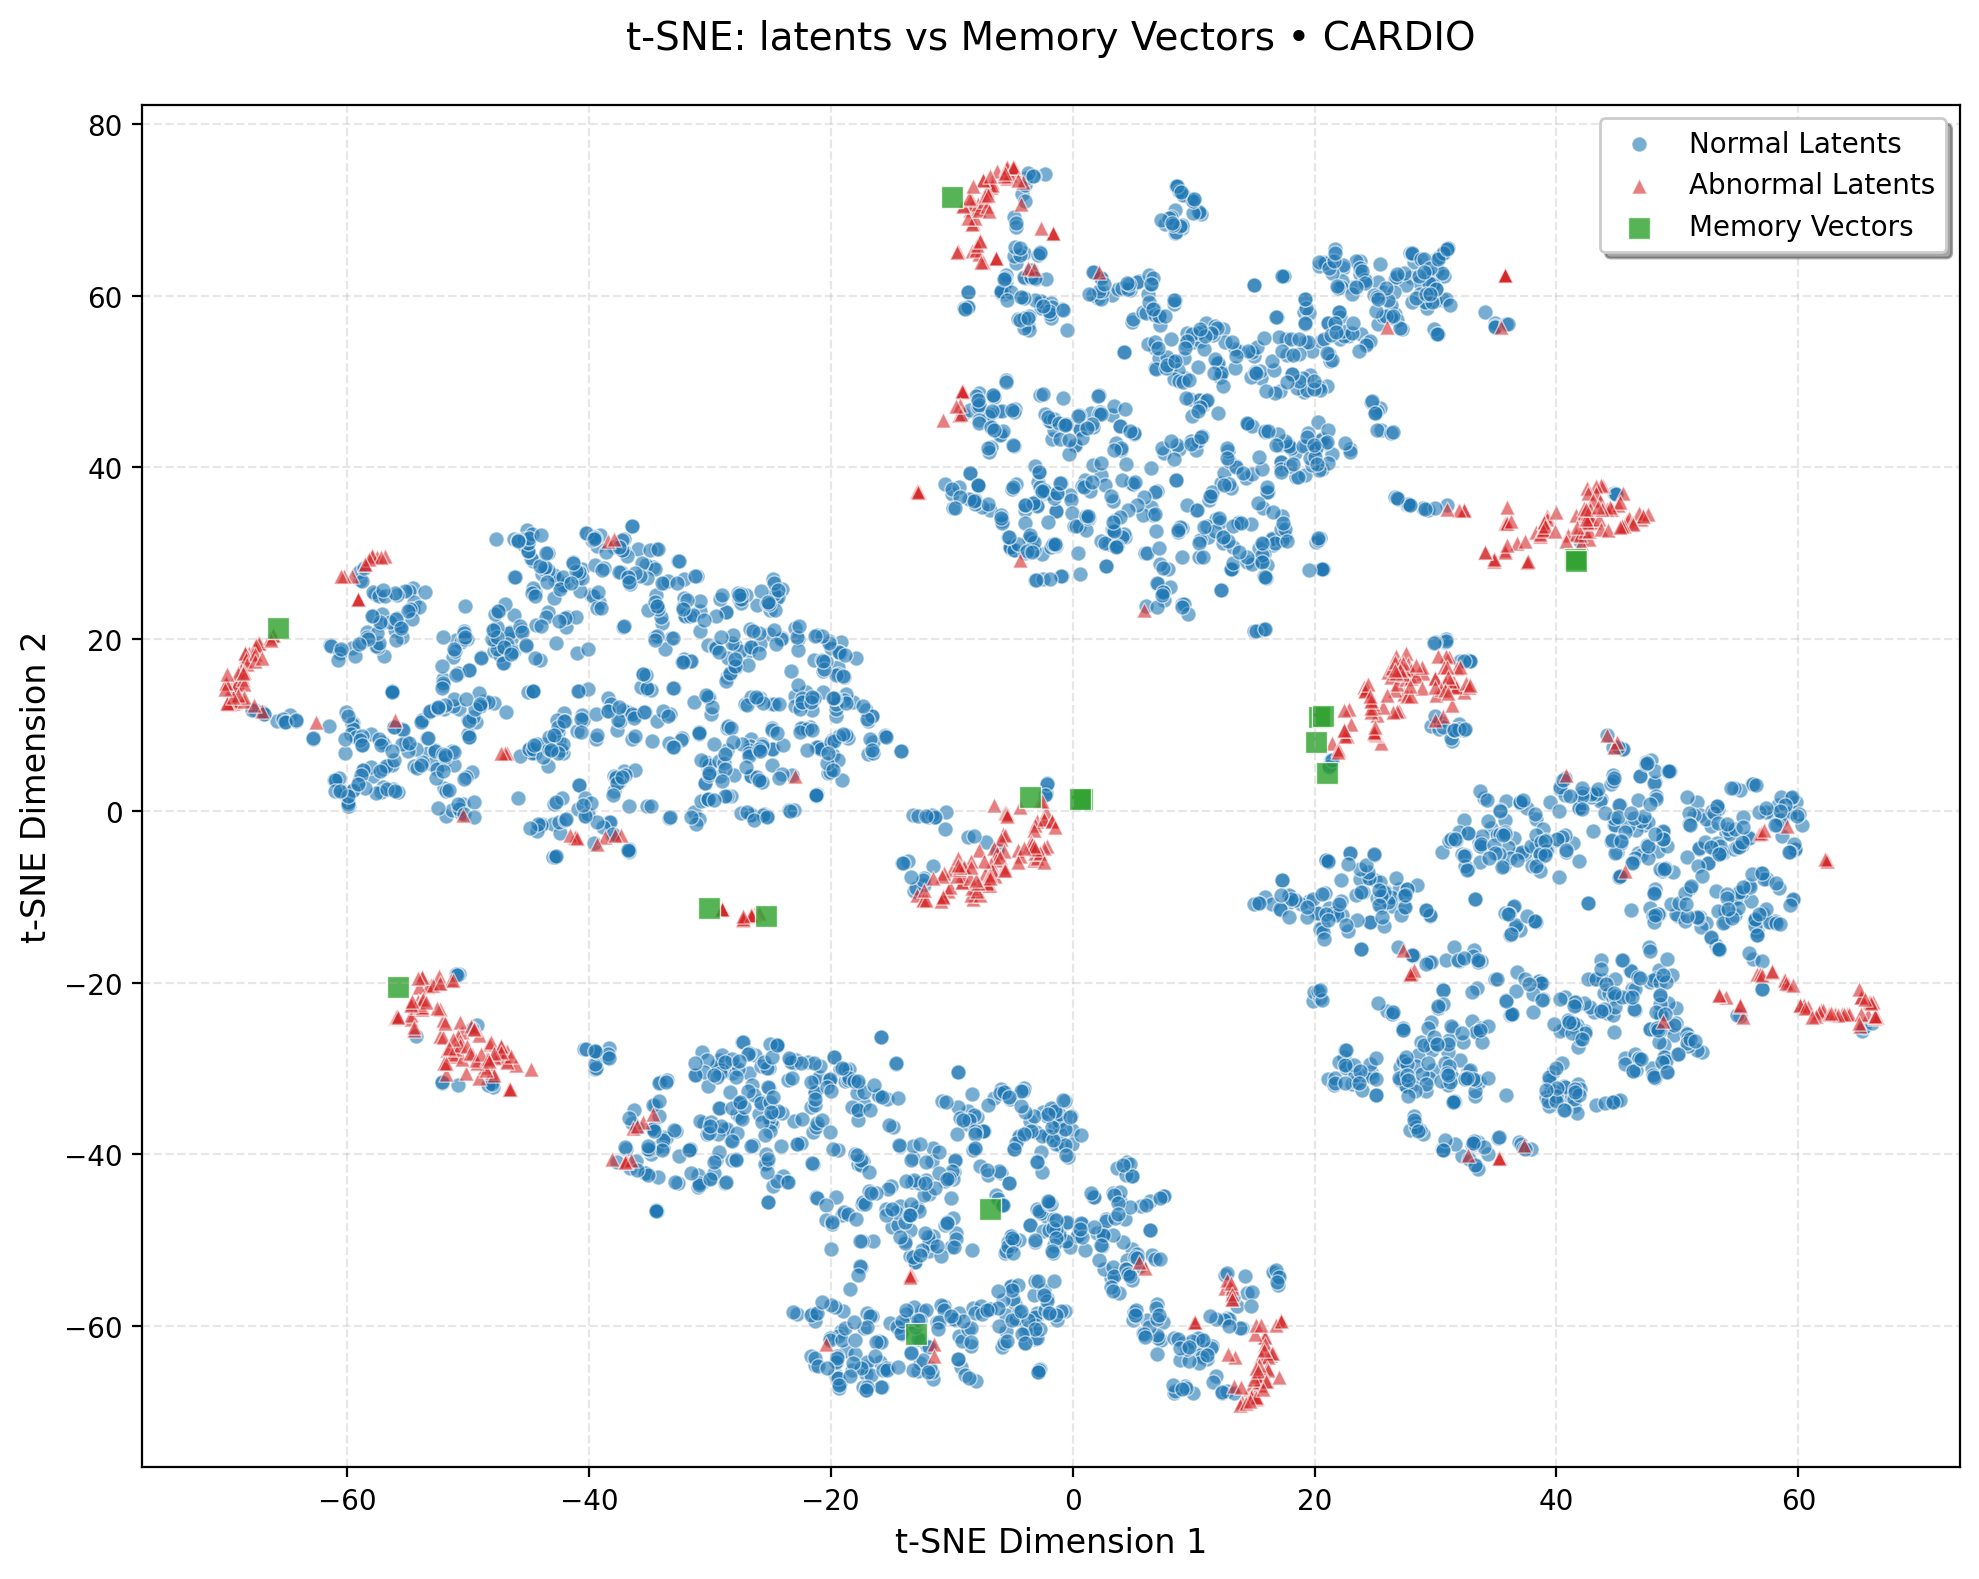 t-SNE: latents vs Memory Vectors • CARDIO
Normal Latents
Abnormal Latents
Memory Vectors
80
60
40
20
0
−20
−40
−60
t-SNE Dimension 2
−60
−40
−20
0
20
40
60
t-SNE Dimension 1